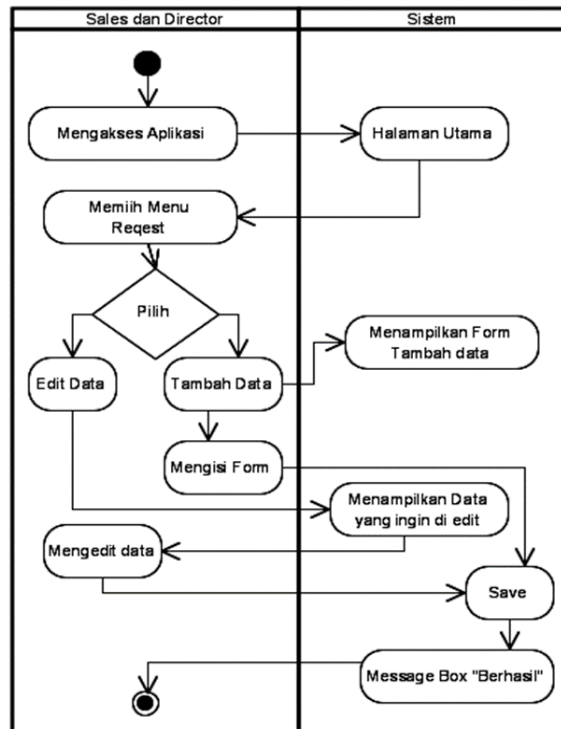 Sales dan Director
Sistem
Mengakses Aplikasi
Halaman Utama
Memiih Menu
Reqest
Pilih
Menampilkan Form
Tambah data
Edit Data
Tambah Data
Mengisi Form
Menampilkan Data
yang ingin di edit
Mengedit data
Save
Message Box "Berhasil"